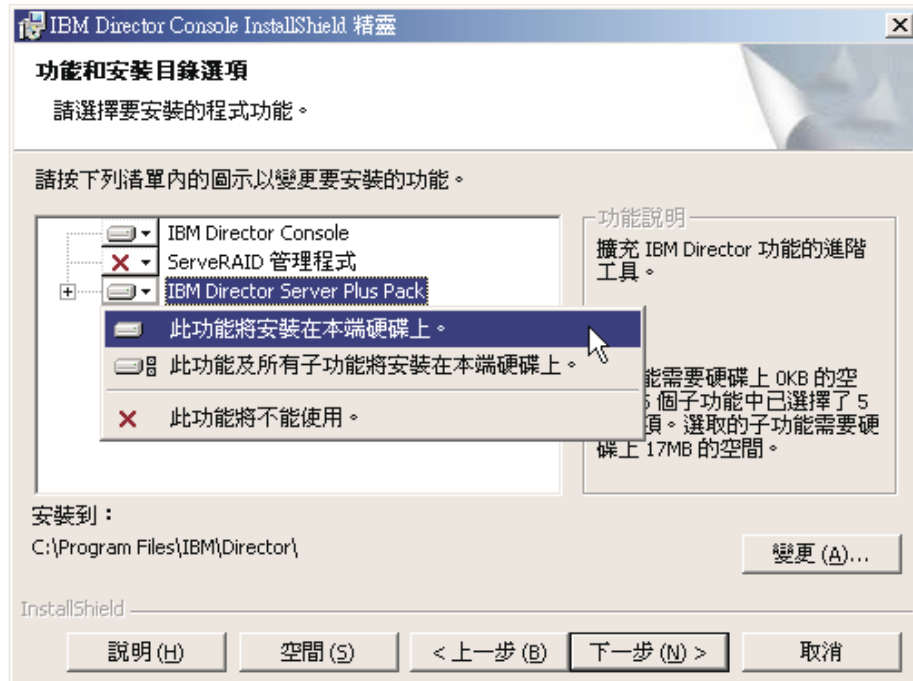 IBM Director Console InstallShield 精靈
功能和安裝目錄選項
請選擇要安裝的程式功能。
請按下列清單內的圖示以變更要安裝的功能。
IBM Director Console
ServeRAID 管理程式
IBM Director Server Plus Pack
此功能將安裝在本端硬碟上。
此功能及所有子功能將安裝在本端硬碟上。
此功能將不能使用。
功能說明
擴充 IBM Director 功能的進階
工具。
能需要硬碟上 0KB 的空
個子功能中已選擇了 5
項。選取的子功能需要硬
碟上 17MB 的空間。
安裝到：
C:\Program Files\IBM\Director\
變更(A)...
InstallShield
說明(H)
空間(S)
< 上一步(B)
下一步(N) >
取消